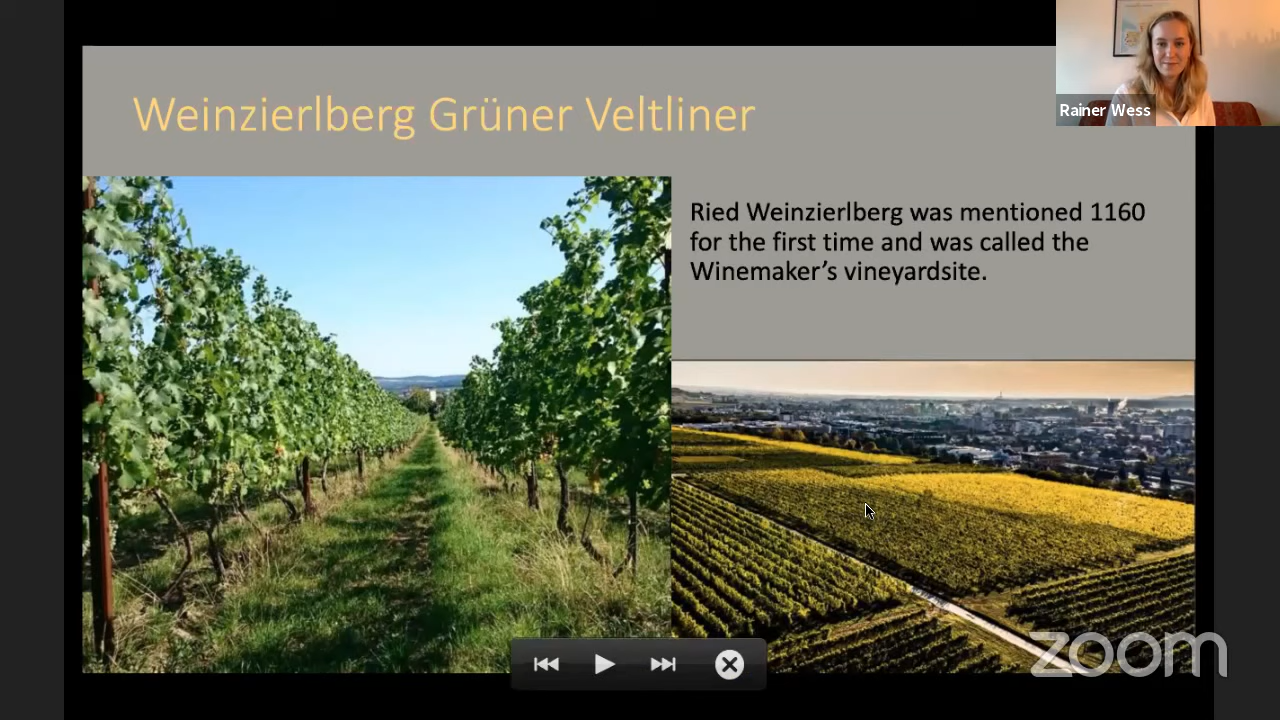 Weinzierlberg Grüner Veltliner
Rainer Wess
Ried Weinzierlberg was mentioned 1160
for the first time and was called the
Winemaker's vineyardsite.
zoom